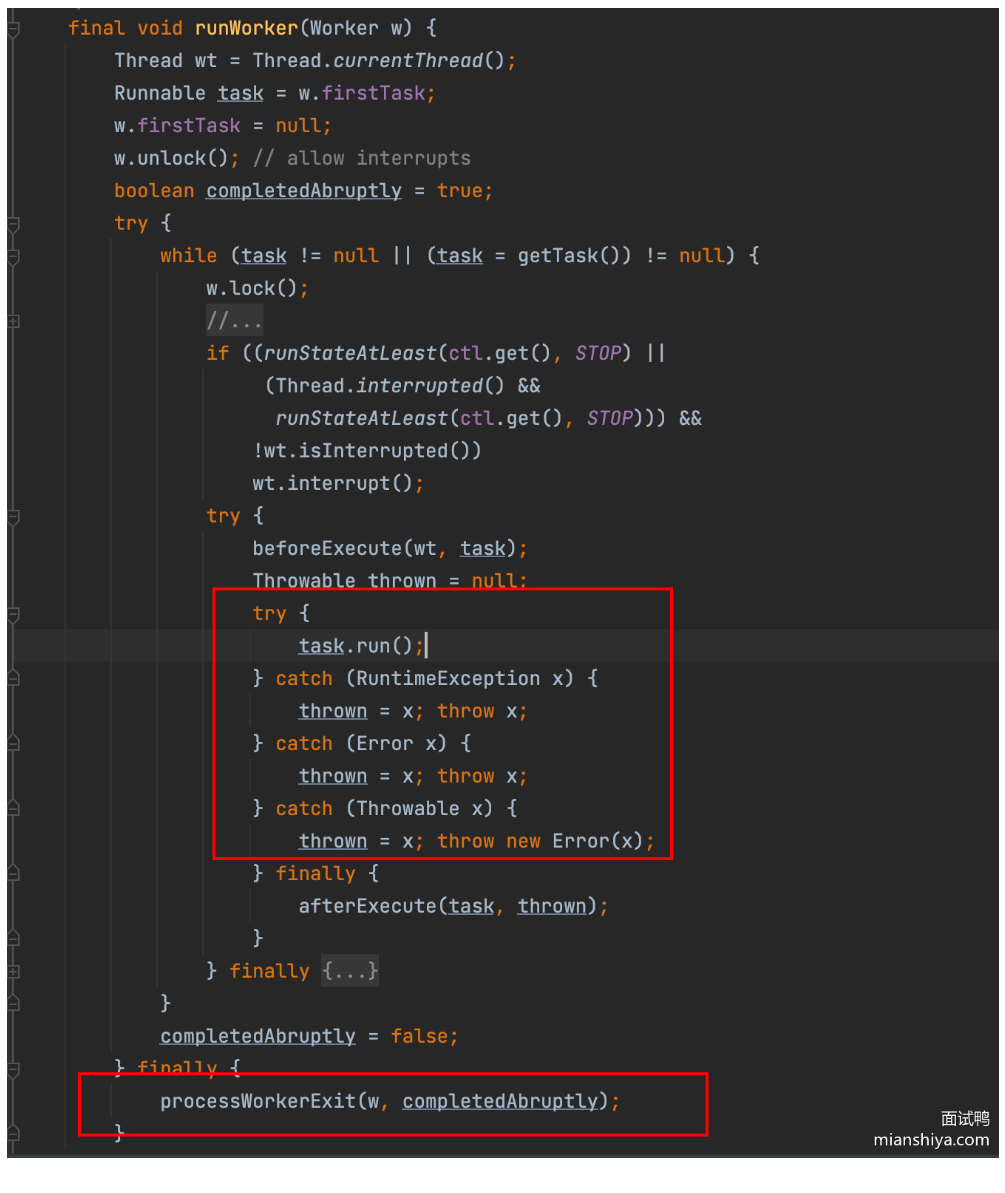 final void runWorker(Worker w) {
Thread wt = Thread.currentThread();
Runnable task = w.firstTask;
w.firstTask = null;
w.unlock(); // allow interrupts
boolean completedAbruptly = true;
try {
while (task != null || (task = getTask()) != null) {
w.lock();
//...
if ((runStateAtLeast(ctl.get(), STOP) ||
(Thread.interrupted() &&
runStateAtLeast(ctl.get(), STOP))) &&
!wt.isInterrupted())
wt.interrupt();
try {
beforeExecute(wt, task);
Throwable thrown = null;
try {
task.run();
} catch (RuntimeException x) {
thrown = x; throw x;
} catch (Error x) {
thrown = x; throw x;
} catch (Throwable x) {
thrown = x; throw new Error(x);
} finally {
afterExecute(task, thrown);
}
} finally {...}
}
completedAbruptly = false;
} finally {
processWorkerExit(w, completedAbruptly);
}
面试鸭
mianshiya.com